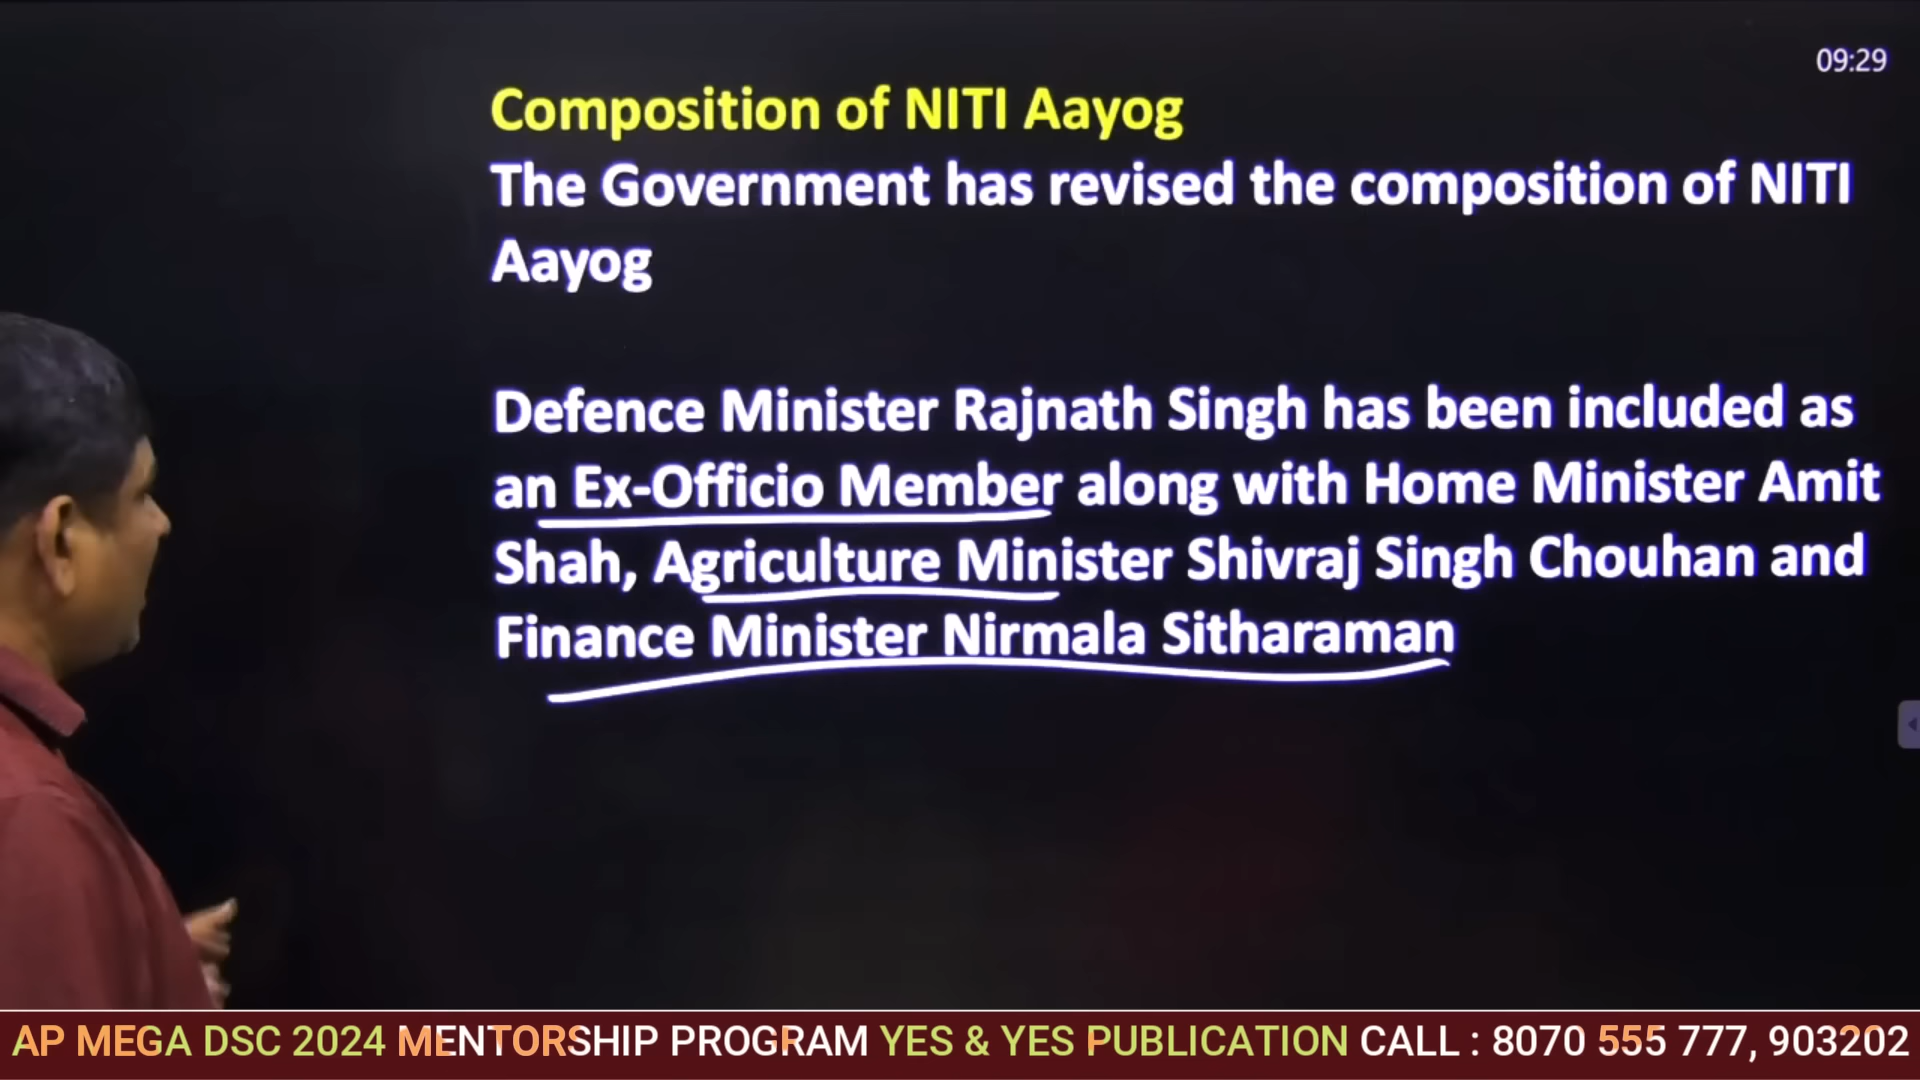 09:29
Composition of NITI Aayog
The Government has revised the composition of NITI
Aayog
Defence Minister Rajnath Singh has been included as
an Ex-Officio Member along with Home Minister Amit
Shah, Agriculture Minister Shivraj Singh Chouhan and
Finance Minister Nirmala Sitharaman
AP MEGA DSC 2024 MENTORSHIP PROGRAM YES & YES PUBLICATION CALL : 8070 555 777, 903202